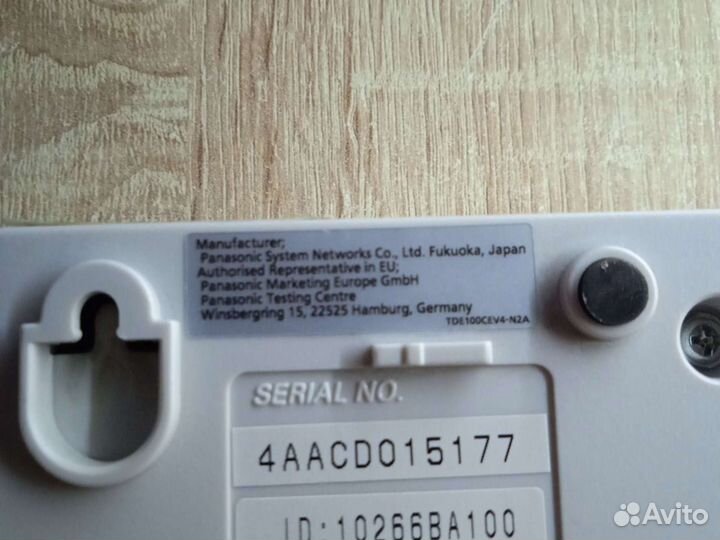 Manufacturer;
Panasonic System Networks Co., Ltd. Fukuoka, Japan
Authorised Representative in EU;
Panasonic Marketing Europe GmbH
Panasonic Testing Centre
Winsbergring 15, 22525 Hamburg, Germany
TDE100CEV4-N2A
SERIAL NO.
4AACD015177
ID:10266BA100
Avito